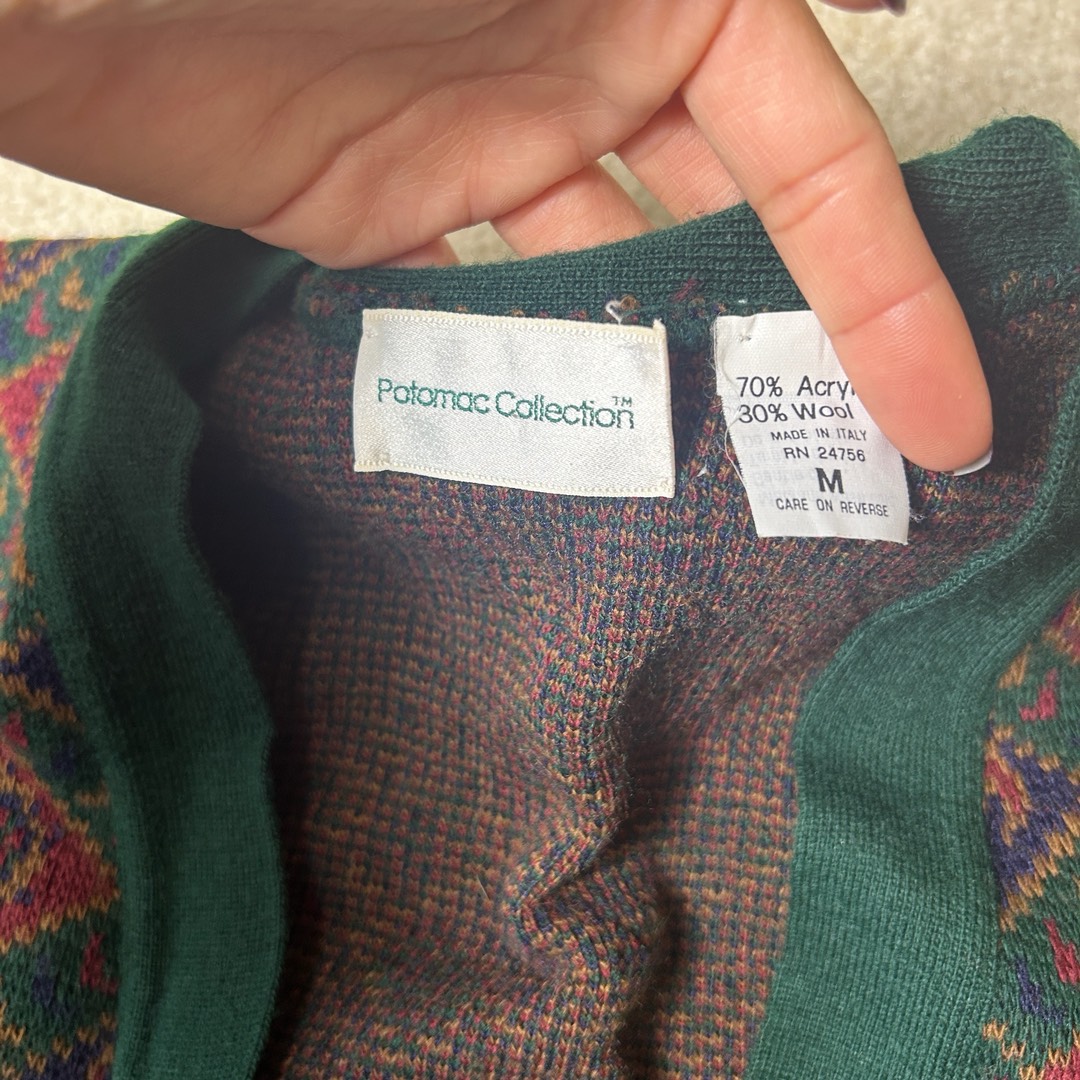 Potomac Collection™
70% Acry
30% Wool
MADE IN ITALY
RN 24756
M
CARE ON REVERSE